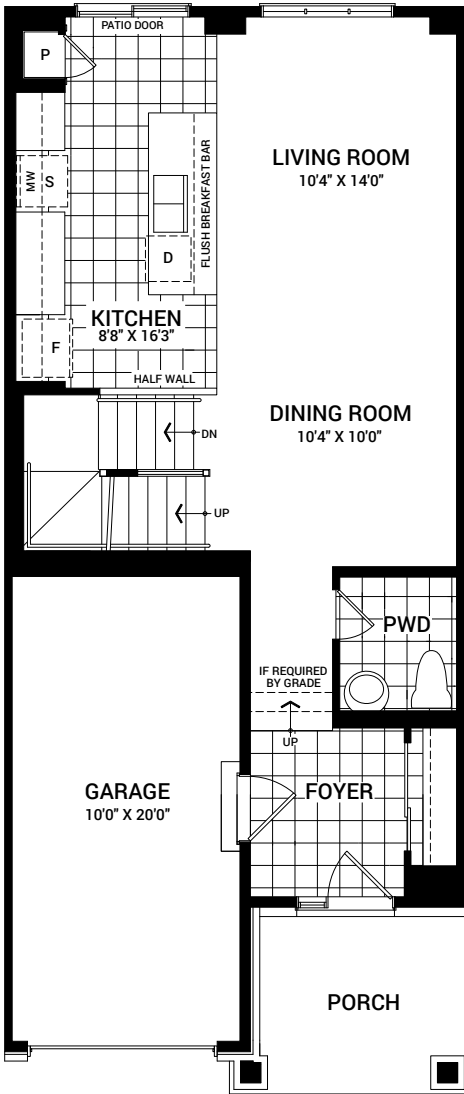 PATIO DOOR
P
LIVING ROOM
10'4" X 14'0"
MW
S
FLUSH BREAKFAST BAR
D
KITCHEN
8'8" X 16'3"
F
HALF WALL
DINING ROOM
10'4" X 10'0"
DN
UP
PWD
IF REQUIRED
BY GRADE
UP
GARAGE
10'0" X 20'0"
FOYER
PORCH